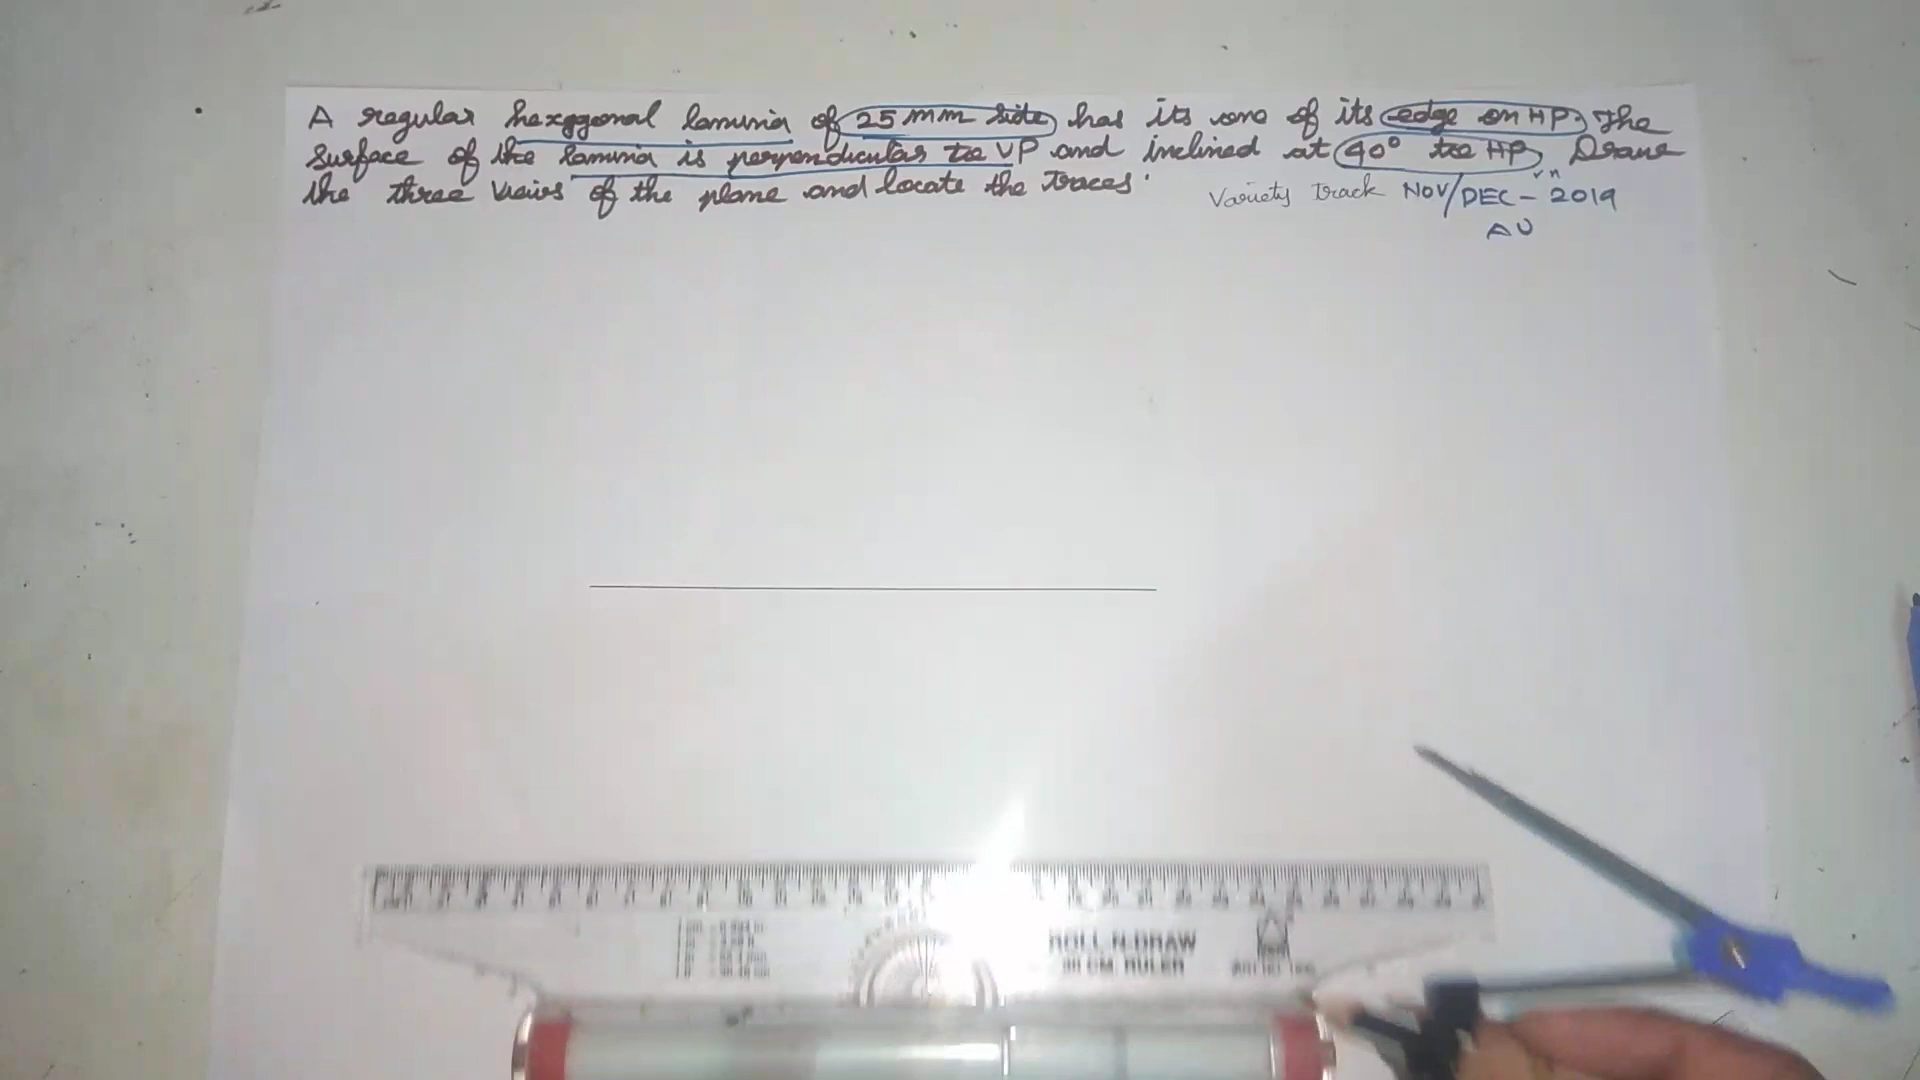 A regular hexagonal lamina of 25 mm side has its one of its edge on HP. The
surface of the lamina is perpendicular to VP and inclined at 40° to HP. Draw
the three views of the plane and locate the traces.
Variety track NOV/DEC - 2019
AU
ROLL N DRAW
30 CM RULER